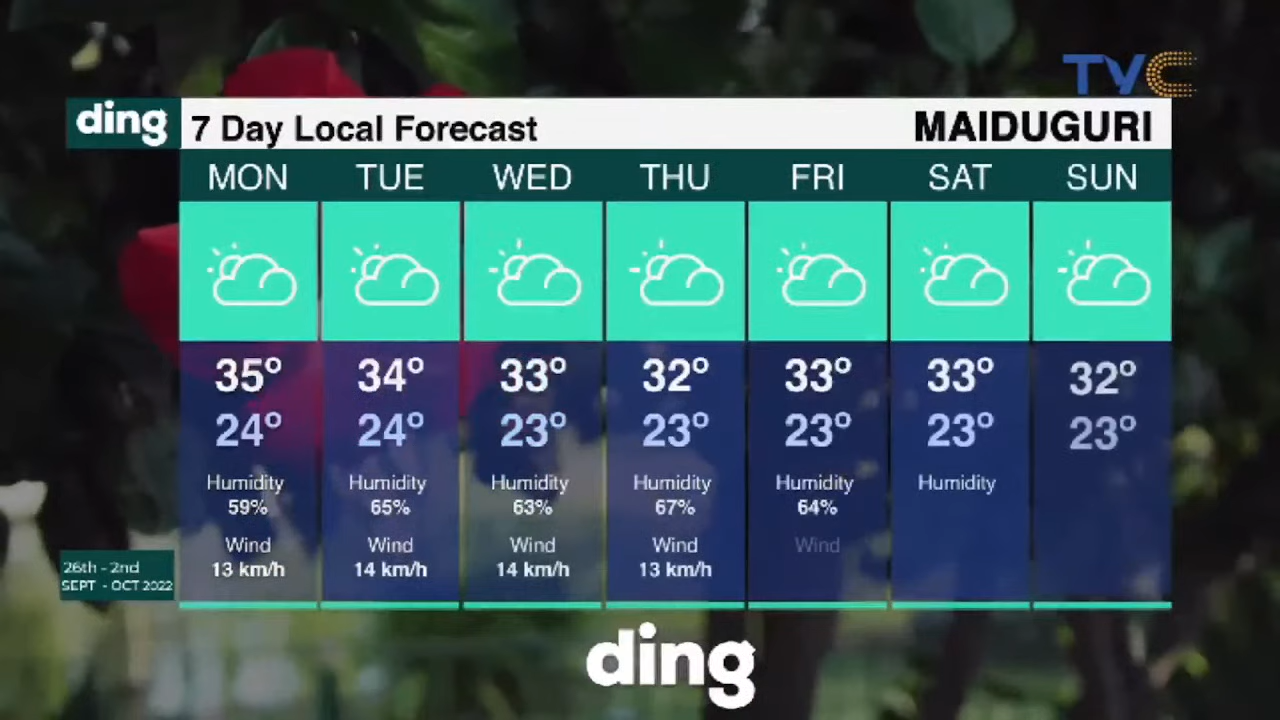 TVC
ding 7 Day Local Forecast MAIDUGURI
MON TUE WED THU FRI SAT SUN
35° 34° 33° 32° 33° 33° 32°
24° 24° 23° 23° 23° 23° 23°
Humidity Humidity Humidity Humidity Humidity Humidity
59% 65% 63% 67% 64%
Wind Wind Wind Wind Wind
13 km/h 14 km/h 14 km/h 13 km/h
26th - 2nd
SEPT - OCT 2022
ding